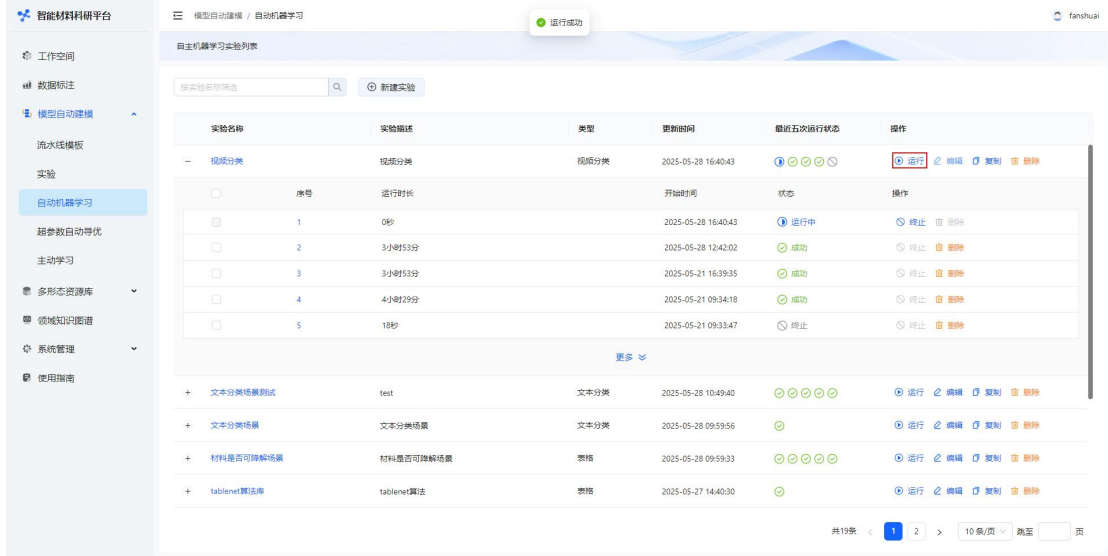 智能材料科研平台
模型自动建模 / 自动机器学习
运行成功
fanshuai
工作空间
数据标注
模型自动建模
流水线模板
实验
自动机器学习
超参数自动寻优
主动学习
多形态资源库
领域知识图谱
系统管理
使用指南
自主机器学习实验列表
按实验名称筛选 新建实验
实验名称 实验描述 类型 更新时间 最近五次运行状态 操作
视频分类 视频分类 视频分类 2025-05-28 16:40:43 运行 编辑 复制 删除
序号 运行时长 开始时间 状态 操作
1 0秒 2025-05-28 16:40:43 运行中 终止 删除
2 3小时53分 2025-05-28 12:42:02 成功 终止 删除
3 3小时53分 2025-05-21 16:39:35 成功 终止 删除
4 4小时29分 2025-05-21 09:34:18 成功 终止 删除
5 18秒 2025-05-21 09:33:47 终止 终止 删除
更多
+ 文本分类场景测试 test 文本分类 2025-05-28 10:49:40 运行 编辑 复制 删除
+ 文本分类场景 文本分类场景 文本分类 2025-05-28 09:59:56 运行 编辑 复制 删除
+ 材料是否可降解场景 材料是否可降解场景 表格 2025-05-28 09:59:33 运行 编辑 复制 删除
+ tablenet算法库 tablenet算法 表格 2025-05-27 14:40:30 运行 编辑 复制 删除
共19条 < 1 2 > 10 条/页 跳至 页